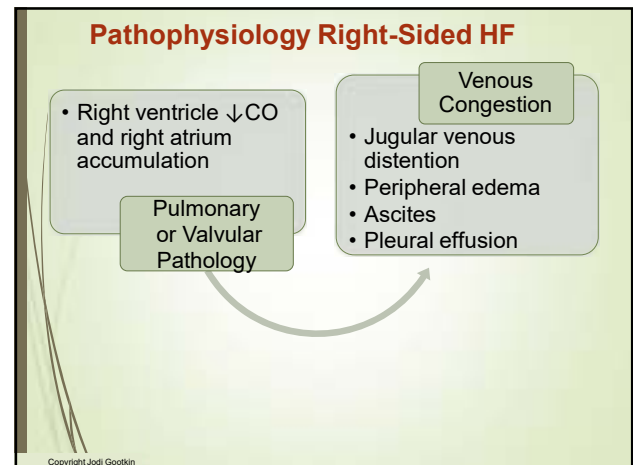 Pathophysiology Right-Sided HF
• Right ventricle ↓CO
and right atrium
accumulation
Pulmonary
or Valvular
Pathology
Venous
Congestion
• Jugular venous
distention
• Peripheral edema
• Ascites
• Pleural effusion
Copyright Jodi Gootkin